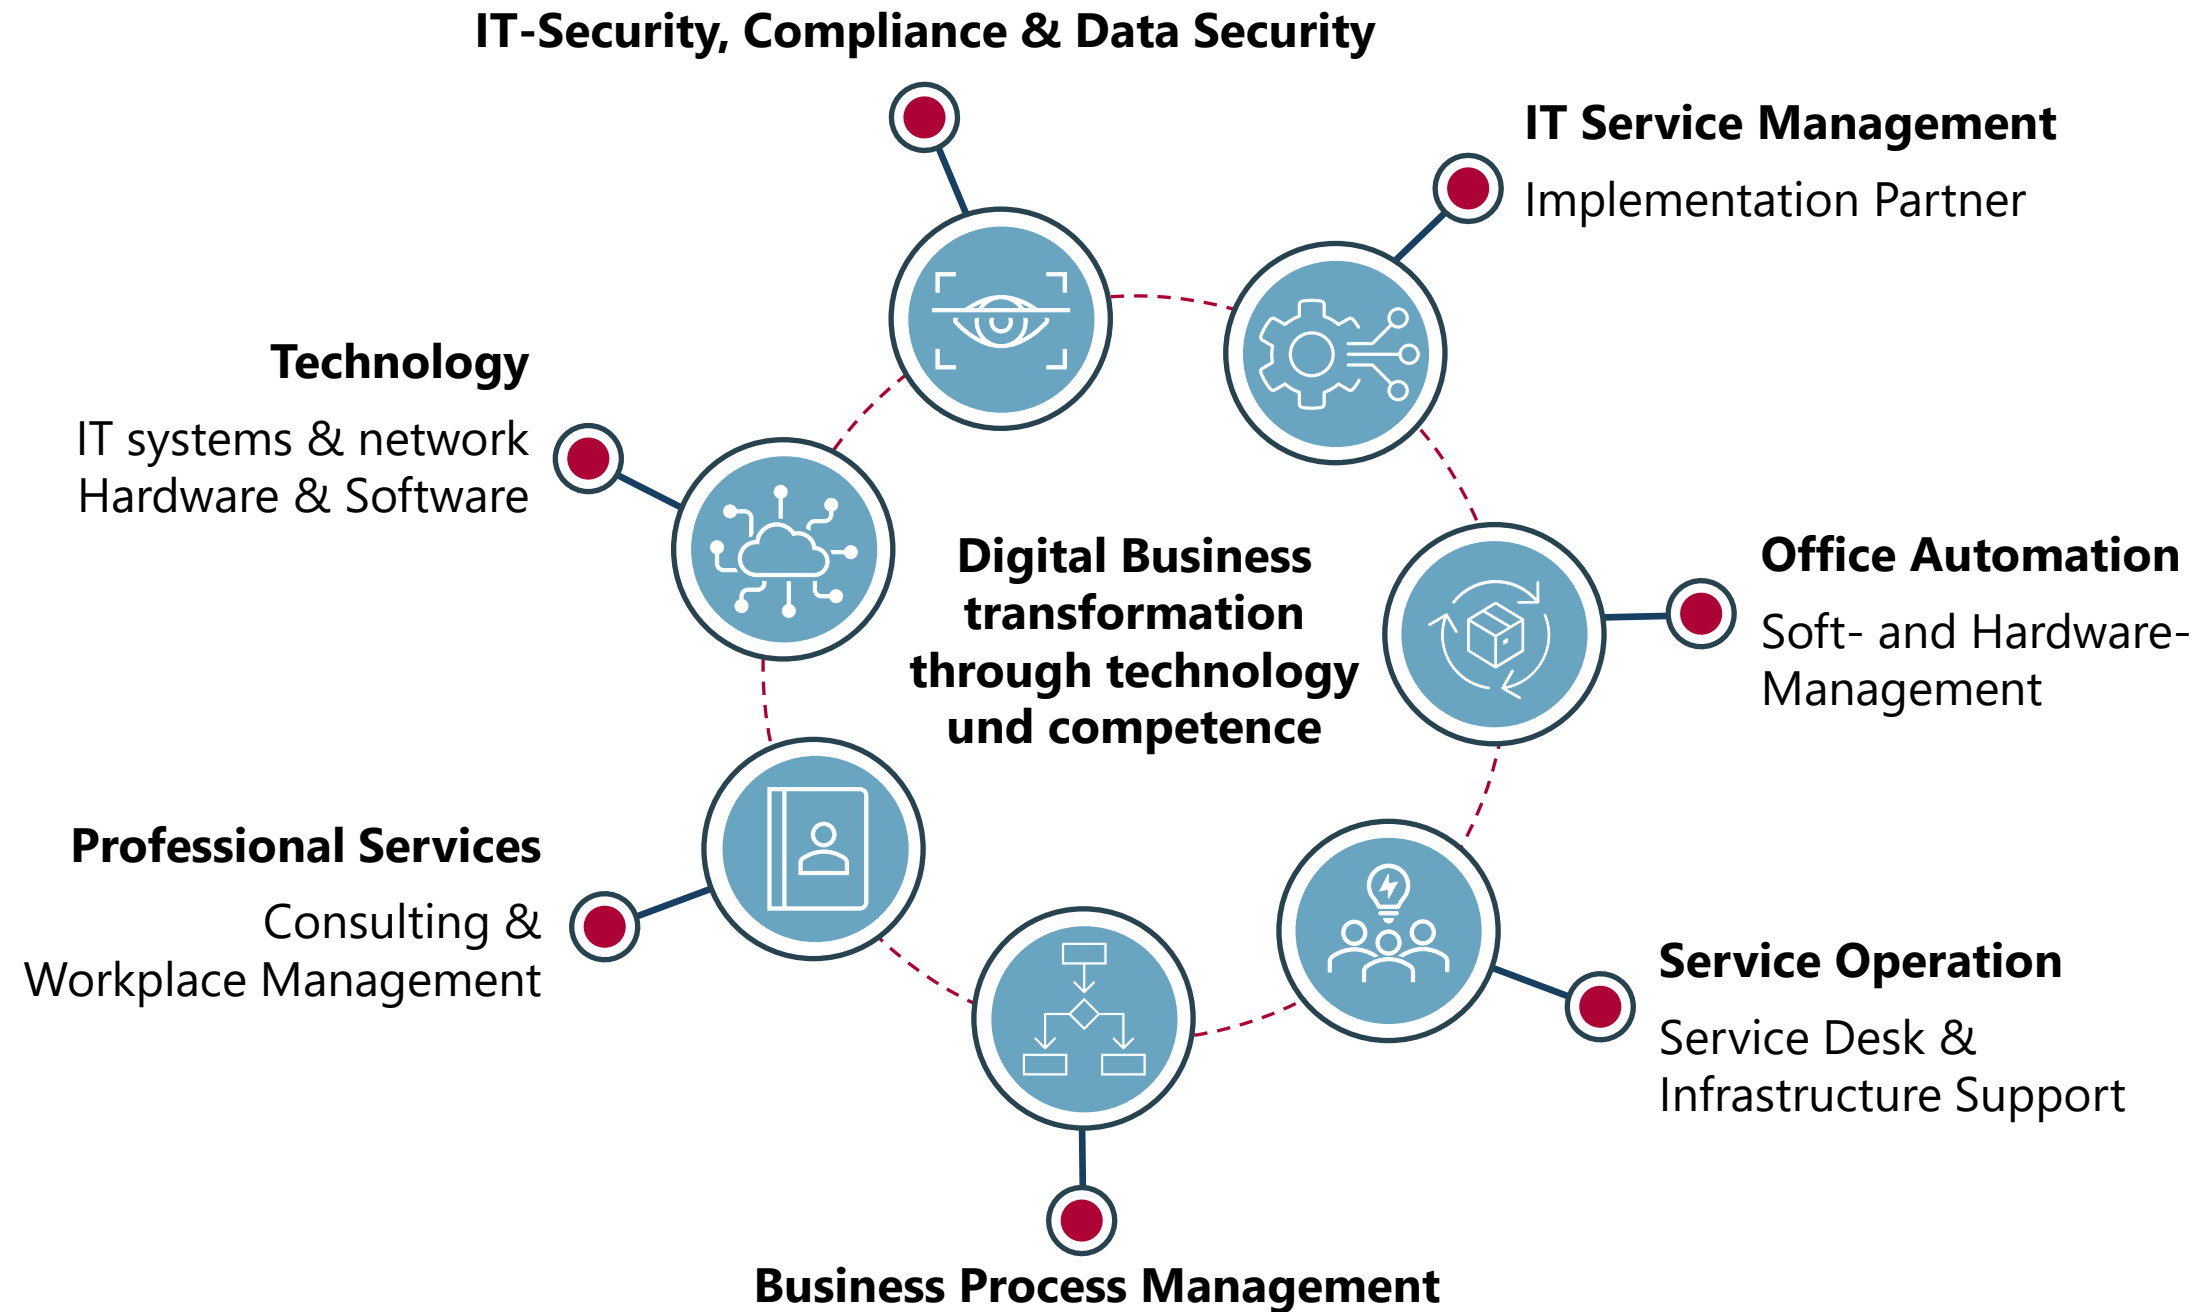 IT-Security, Compliance & Data Security
IT Service Management
Implementation Partner
Technology
IT systems & network
Hardware & Software
Digital Business
transformation
through technology
und competence
Office Automation
Soft- and Hardware-
Management
Professional Services
Consulting &
Workplace Management
Service Operation
Service Desk &
Infrastructure Support
Business Process Management